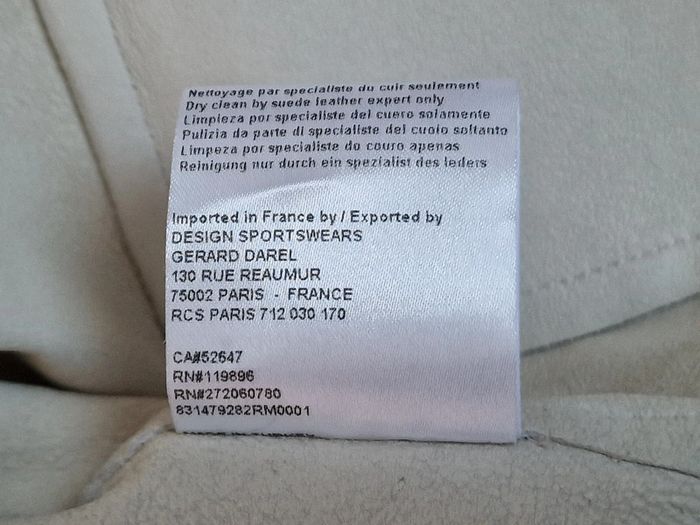 Nettoyage par specialiste du cuir seulement
Dry clean by suede leather expert only
Limpieza por specialiste del cuero solamente
Pulizia da parte di specialiste del cuoio soltanto
Limpeza por specialiste do couro apenas
Reinigung nur durch ein spezialist des leders
Imported in France by / Exported by
DESIGN SPORTSWEARS
GERARD DAREL
130 RUE REAUMUR
75002 PARIS - FRANCE
RCS PARIS 712 030 170
CA#52647
RN#119896
RN#272060780
831479282RM0001